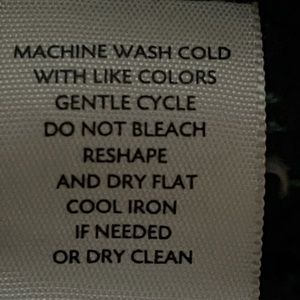 MACHINE WASH COLD
WITH LIKE COLORS
GENTLE CYCLE
DO NOT BLEACH
RESHAPE
AND DRY FLAT
COOL IRON
IF NEEDED
OR DRY CLEAN